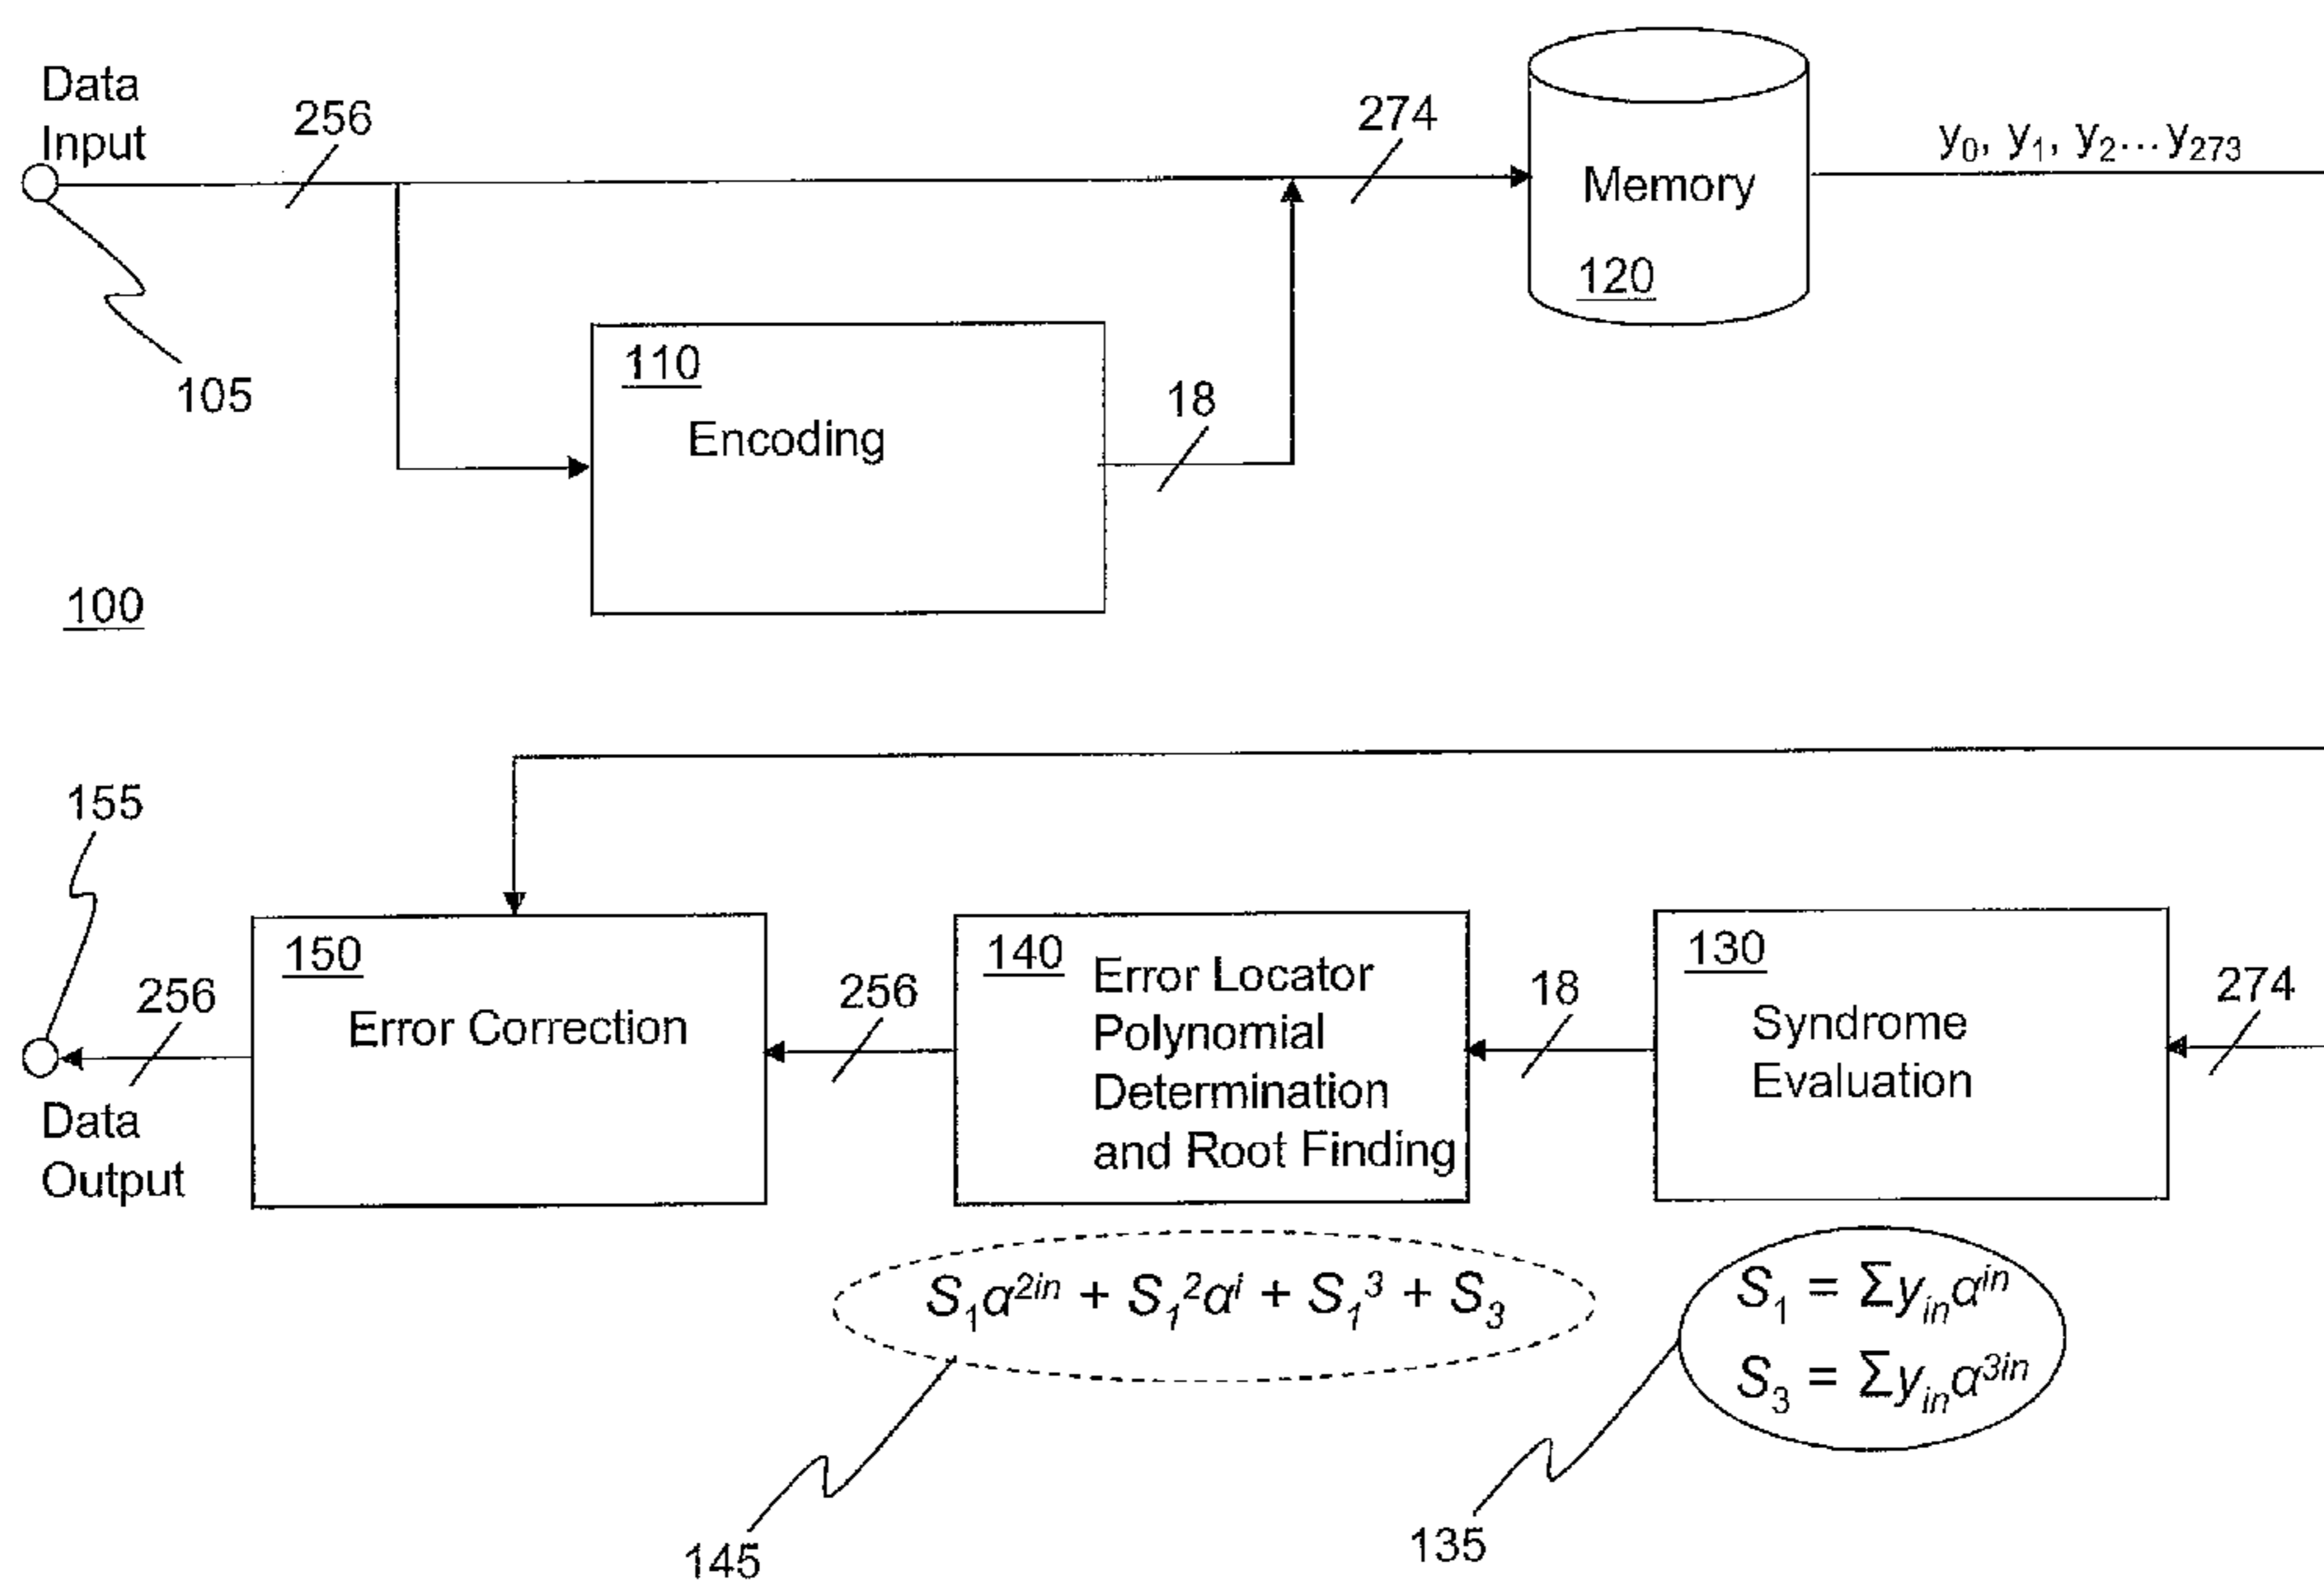 Data
Input
256
105
110
Encoding
18
274
Memory
120
y₀, y₁, y₂...y₂₇₃
100
155
256
Data
Output
150
Error Correction
256
140
Error Locator
Polynomial
Determination
and Root Finding
18
130
Syndrome
Evaluation
274
S₁α²ⁱⁿ + S₁²αⁱ + S₁³ + S₃
S₁ = Σyᵢₙαⁱⁿ
S₃ = Σyᵢₙα³ⁱⁿ
145
135